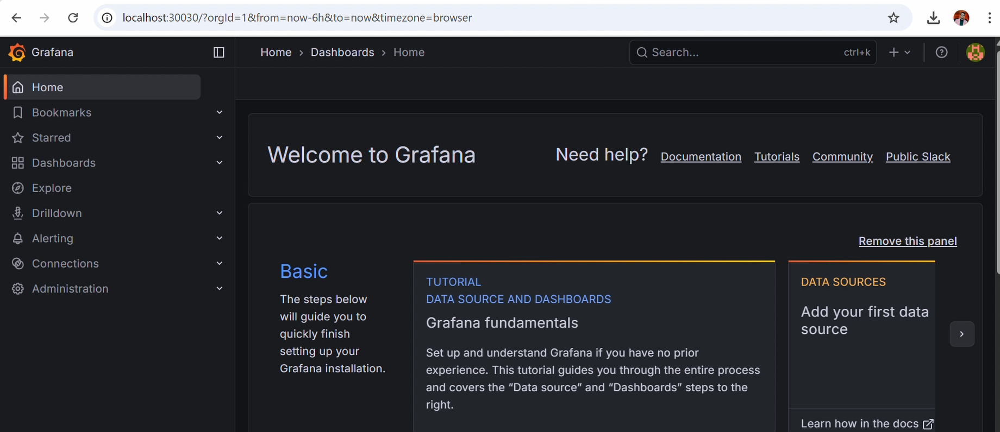 localhost:30030/?orgId=1&from=now-6h&to=now&timezone=browser
Grafana
Home › Dashboards › Home
Search... ctrl+k
Home
Bookmarks
Starred
Dashboards
Explore
Drilldown
Alerting
Connections
Administration
Welcome to Grafana
Need help? Documentation Tutorials Community Public Slack
Remove this panel
Basic
The steps below
will guide you to
quickly finish
setting up your
Grafana installation.
TUTORIAL
DATA SOURCE AND DASHBOARDS
Grafana fundamentals
Set up and understand Grafana if you have no prior
experience. This tutorial guides you through the entire process
and covers the “Data source” and “Dashboards” steps to the
right.
DATA SOURCES
Add your first data
source
Learn how in the docs